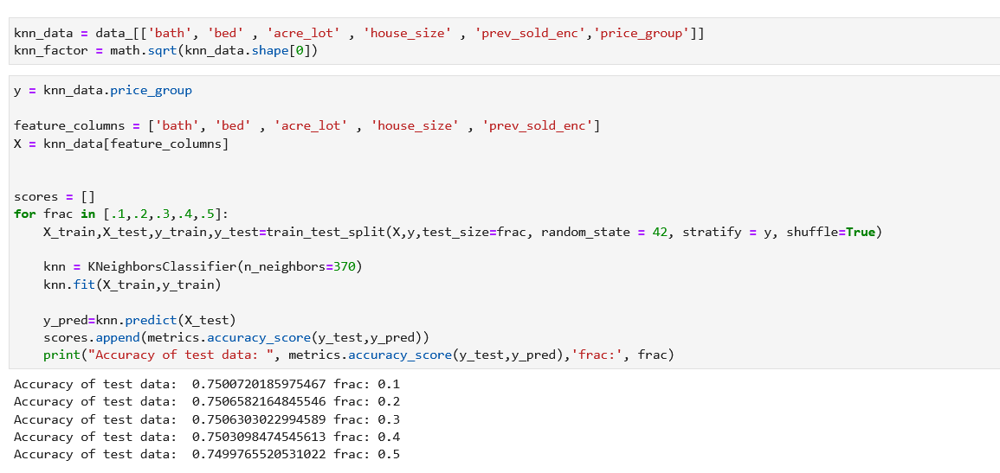 knn_data = data_[['bath', 'bed' , 'acre_lot' , 'house_size' , 'prev_sold_enc','price_group']]
knn_factor = math.sqrt(knn_data.shape[0])
y = knn_data.price_group
feature_columns = ['bath', 'bed' , 'acre_lot' , 'house_size' , 'prev_sold_enc']
X = knn_data[feature_columns]
scores = []
for frac in [.1,.2,.3,.4,.5]:
    X_train,X_test,y_train,y_test=train_test_split(X,y,test_size=frac, random_state = 42, stratify = y, shuffle=True)
    knn = KNeighborsClassifier(n_neighbors=370)
    knn.fit(X_train,y_train)
    y_pred=knn.predict(X_test)
    scores.append(metrics.accuracy_score(y_test,y_pred))
    print("Accuracy of test data: ", metrics.accuracy_score(y_test,y_pred),'frac:', frac)
Accuracy of test data:  0.7500720185975467 frac: 0.1
Accuracy of test data:  0.7506582164845546 frac: 0.2
Accuracy of test data:  0.7506303022994589 frac: 0.3
Accuracy of test data:  0.7503098474545613 frac: 0.4
Accuracy of test data:  0.7499765520531022 frac: 0.5